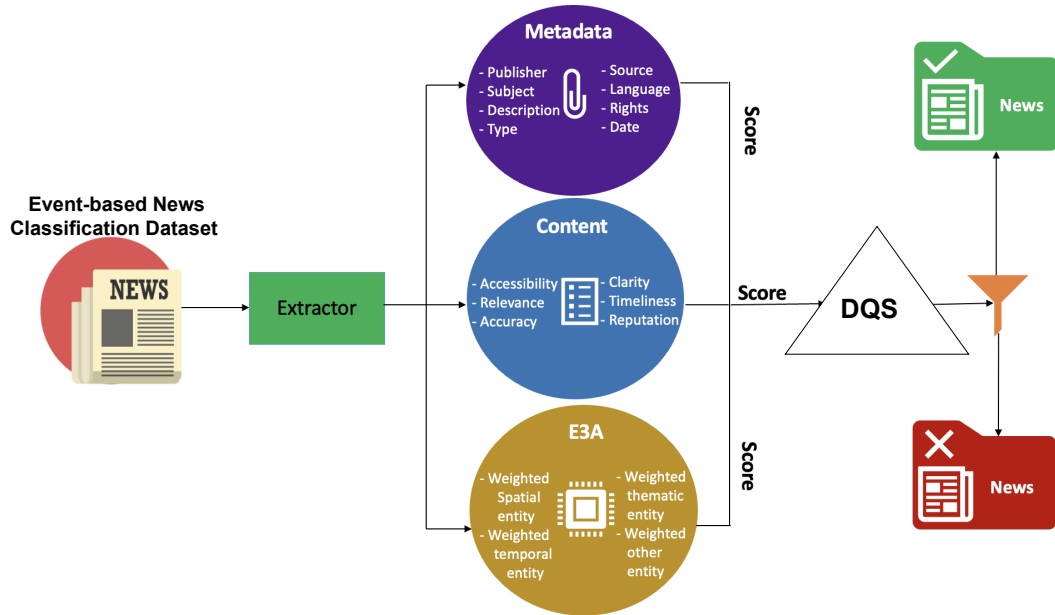 Event-based News
Classification Dataset
NEWS
Extractor
Metadata
- Publisher
- Subject
- Description
- Type
- Source
- Language
- Rights
- Date
Content
- Accessibility
- Relevance
- Accuracy
- Clarity
- Timeliness
- Reputation
E3A
- Weighted
Spatial
entity
- Weighted
temporal
entity
- Weighted
thematic
entity
- Weighted
other
entity
Score
Score
Score
DQS
News
News